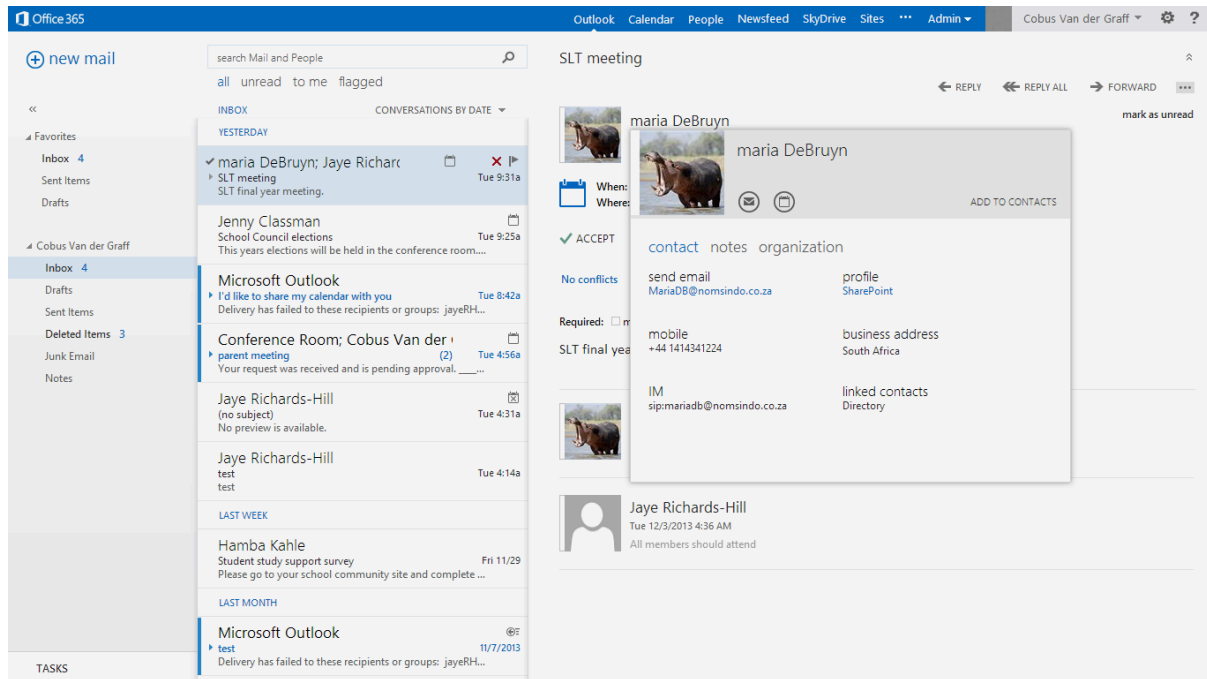 Office 365
Outlook Calendar People Newsfeed SkyDrive Sites ··· Admin Cobus Van der Graff ?
new mail
search Mail and People
all unread to me flagged
INBOX CONVERSATIONS BY DATE
«
Favorites
Inbox 4
Sent Items
Drafts
Cobus Van der Graff
Inbox 4
Drafts
Sent Items
Deleted Items 3
Junk Email
Notes
TASKS
YESTERDAY
maria DeBruyn; Jaye Richard
SLT meeting Tue 9:31a
SLT final year meeting.
Jenny Classman
School Council elections Tue 9:25a
This years elections will be held in the conference room....
Microsoft Outlook
I'd like to share my calendar with you Tue 8:42a
Delivery has failed to these recipients or groups: jayeRH...
Conference Room; Cobus Van der
parent meeting (2) Tue 4:56a
Your request was received and is pending approval. ___...
Jaye Richards-Hill
(no subject) Tue 4:31a
No preview is available.
Jaye Richards-Hill
test Tue 4:14a
test
LAST WEEK
Hamba Kahle
Student study support survey Fri 11/29
Please go to your school community site and complete ...
LAST MONTH
Microsoft Outlook
test 11/7/2013
Delivery has failed to these recipients or groups: jayeRH...
SLT meeting
REPLY REPLY ALL FORWARD ···
mark as unread
maria DeBruyn
When:
Where:
ACCEPT
No conflicts
Required: m
SLT final yea
maria DeBruyn
ADD TO CONTACTS
contact notes organization
send email profile
MariaDB@nomsindo.co.za SharePoint
mobile business address
+44 1414341224 South Africa
IM linked contacts
sip:mariadb@nomsindo.co.za Directory
Jaye Richards-Hill
Tue 12/3/2013 4:36 AM
All members should attend